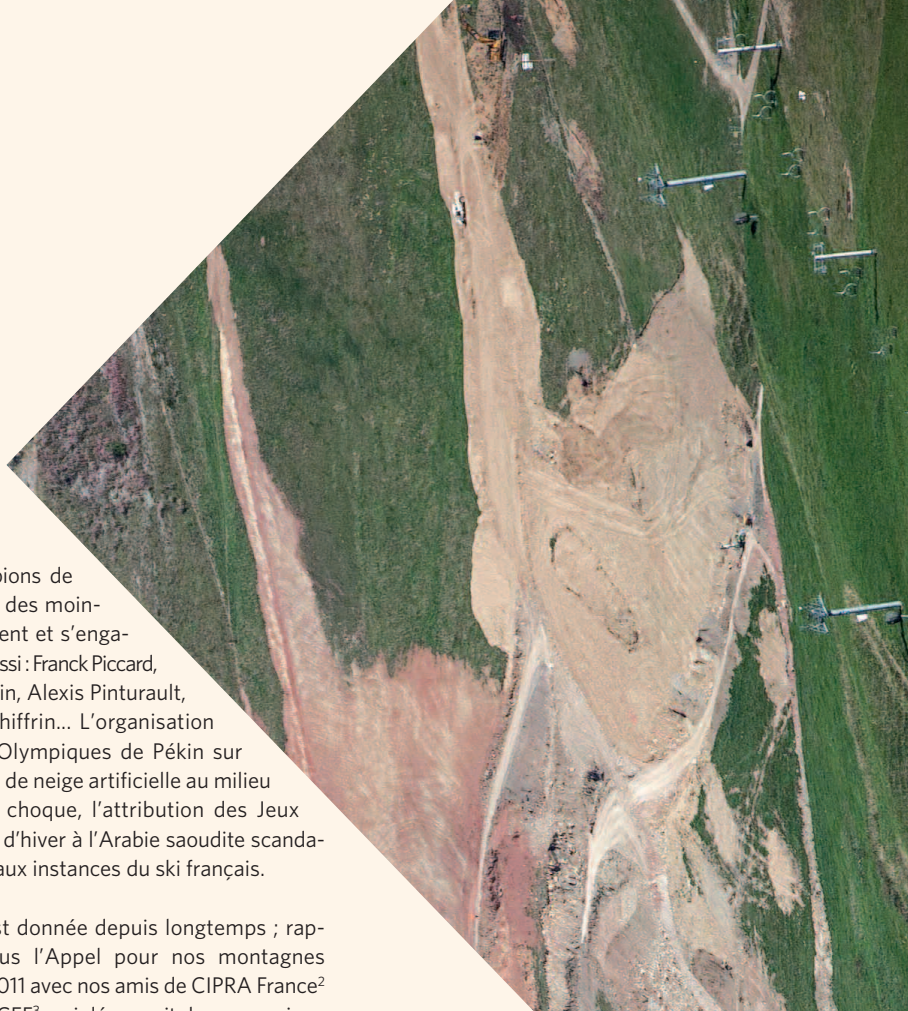 pions de
des moin-
ent et s'enga-
ssi : Franck Piccard,
in, Alexis Pinturault,
hiffrin... L'organisation
Olympiques de Pékin sur
de neige artificielle au milieu
choque, l'attribution des Jeux
d'hiver à l'Arabie saoudite scanda-
aux instances du ski français.
st donnée depuis longtemps ; rap-
us l'Appel pour nos montagnes
011 avec nos amis de CIPRA France²